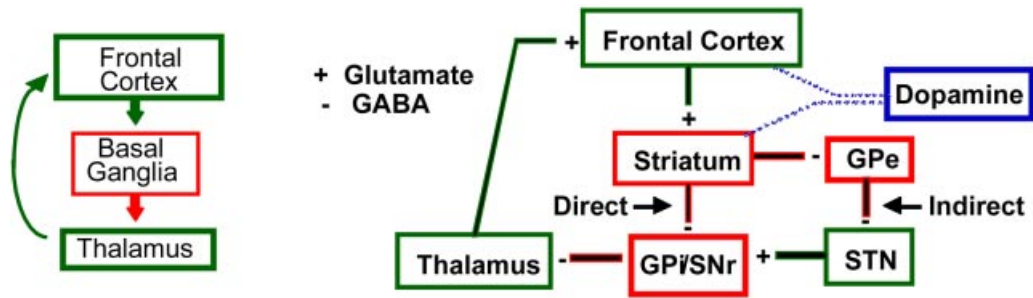 Frontal
Cortex
Basal
Ganglia
Thalamus
+ Glutamate
- GABA
+ Frontal Cortex
Dopamine
+
Striatum - GPe
Direct - - Indirect
Thalamus - GPi/SNr + STN